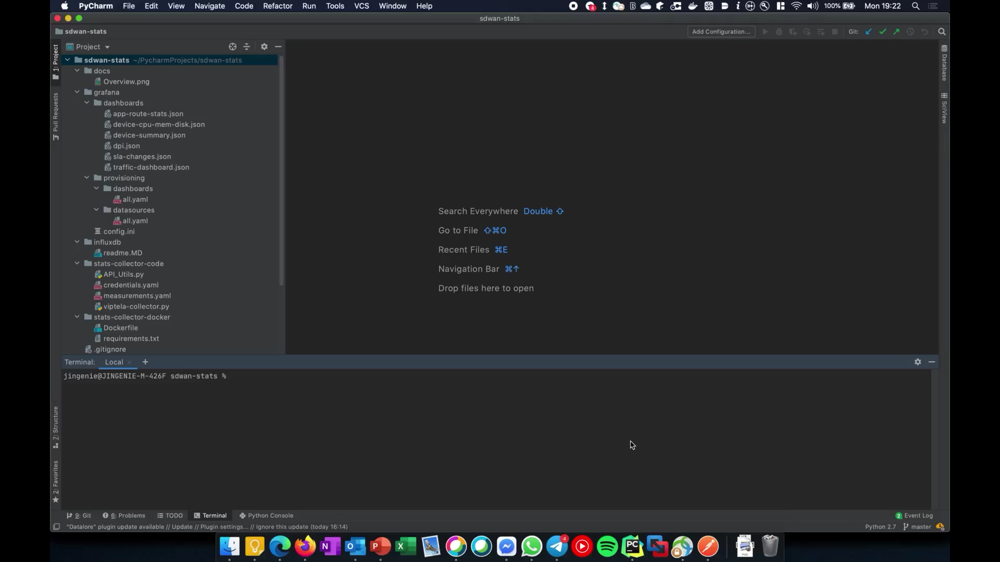 PyCharm File Edit View Navigate Code Refactor Run Tools VCS Window Help 4 100% Mon 19:22
sdwan-stats
sdwan-stats Add Configuration... Git:
1: Project
Pull Requests
Z: Structure
2: Favorites
Project
sdwan-stats ~/PycharmProjects/sdwan-stats
docs
Overview.png
grafana
dashboards
app-route-stats.json
device-cpu-mem-disk.json
device-summary.json
dpi.json
sla-changes.json
traffic-dashboard.json
provisioning
dashboards
all.yaml
datasources
all.yaml
config.ini
influxdb
readme.MD
stats-collector-code
API_Utils.py
credentials.yaml
measurements.yaml
viptela-collector.py
stats-collector-docker
Dockerfile
requirements.txt
.gitignore
Search Everywhere Double ⇧
Go to File ⇧⌘O
Recent Files ⌘E
Navigation Bar ⌘↑
Drop files here to open
Database
SciView
Terminal: Local × +
jingenie@JINGENIE-M-426F sdwan-stats %
9: Git 6: Problems TODO Terminal Python Console 2 Event Log
"Datalore" plugin update available // Update // Plugin settings... // Ignore this update (today 16:14) Python 2.7 master
N O P X 4 PC PNG